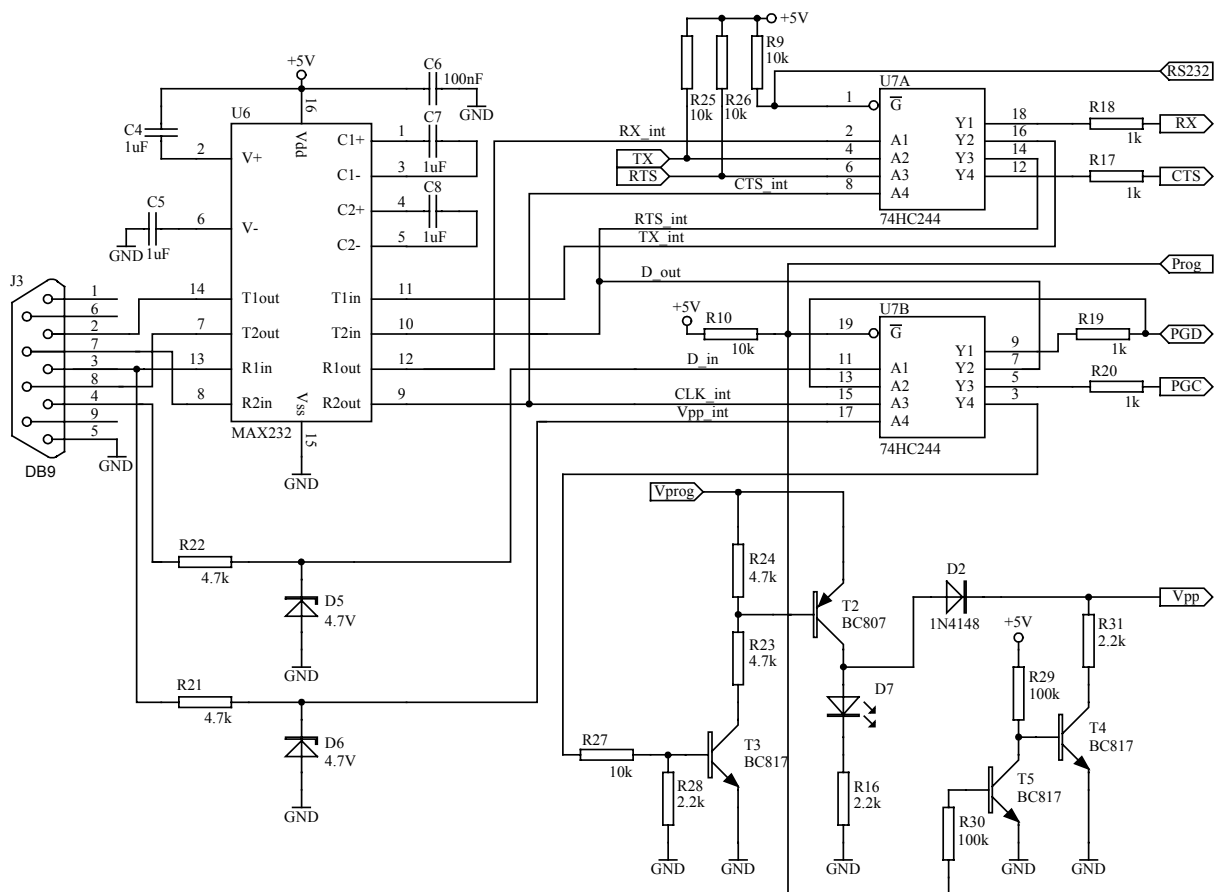 +5V
+5V
C6
100nF
GND
R9
10k
RS232
U7A
C4
1uF
U6
16
Vdd
C7
1uF
R25
10k
R26
10k
1
G
R18
1k
RX
2
V+
C1+
1
RX_int
2
A1
Y1
18
C1-
3
TX
4
A2
Y2
16
RTS
6
A3
Y3
14
R17
1k
CTS
CTS_int
8
A4
Y4
12
74HC244
C5
1uF
GND
6
V-
C2+
4
C8
1uF
C2-
5
RTS_int
TX_int
Prog
J3
1
6
2
7
3
8
4
9
5
DB9
GND
14
T1out
T1in
11
D_out
7
T2out
T2in
10
13
R1in
R1out
12
8
R2in
R2out
9
Vss
15
MAX232
GND
+5V
R10
10k
U7B
19
G
D_in
11
A1
Y1
9
R19
1k
PGD
13
A2
Y2
7
CLK_int
15
A3
Y3
5
R20
1k
PGC
Vpp_int
17
A4
Y4
3
74HC244
Vprog
R22
4.7k
D5
4.7V
GND
R24
4.7k
T2
BC807
D2
1N4148
Vpp
R23
4.7k
+5V
R31
2.2k
R21
4.7k
D6
4.7V
GND
D7
R29
100k
T4
BC817
R27
10k
T3
BC817
R28
2.2k
R16
2.2k
T5
BC817
R30
100k
GND
GND
GND
GND
GND